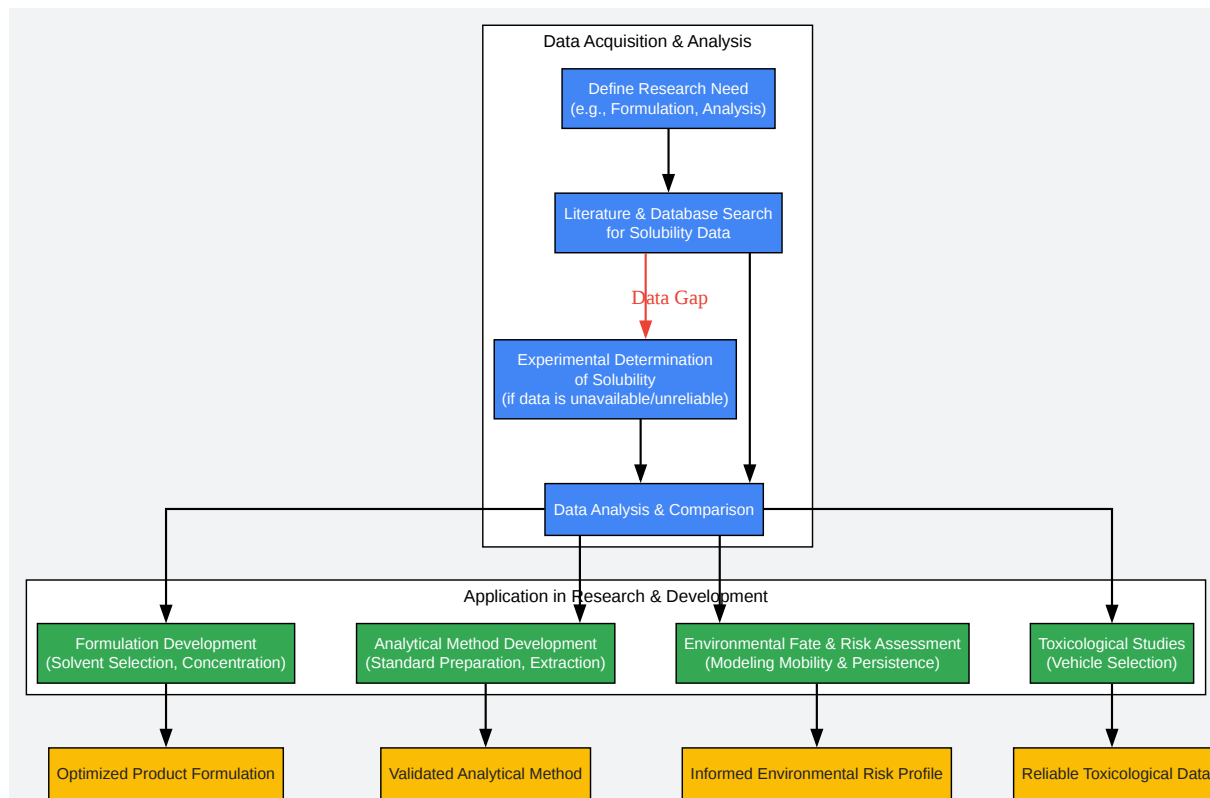 Data Acquisition & Analysis
Define Research Need
(e.g., Formulation, Analysis)
Literature & Database Search
for Solubility Data
Data Gap
Experimental Determination
of Solubility
(if data is unavailable/unreliable)
Data Analysis & Comparison
Application in Research & Development
Formulation Development
(Solvent Selection, Concentration)
Analytical Method Development
(Standard Preparation, Extraction)
Environmental Fate & Risk Assessment
(Modeling Mobility & Persistence)
Toxicological Studies
(Vehicle Selection)
Optimized Product Formulation
Validated Analytical Method
Informed Environmental Risk Profile
Reliable Toxicological Data